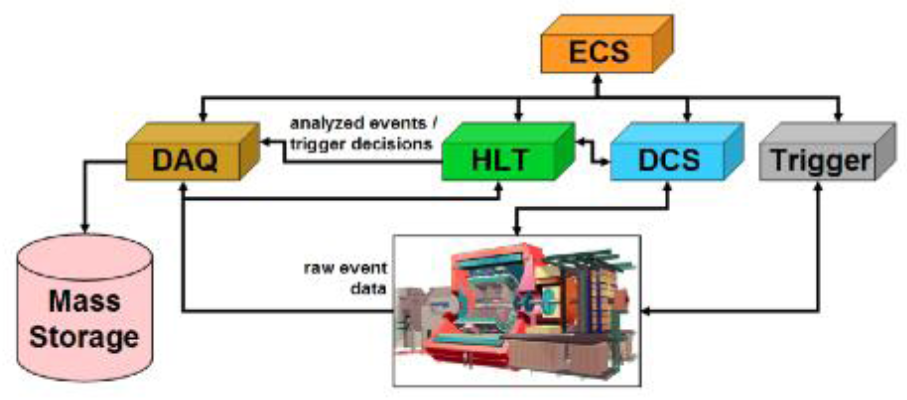 ECS
analyzed events /
trigger decisions
DAQ
HLT
DCS
Trigger
raw event
data
Mass
Storage